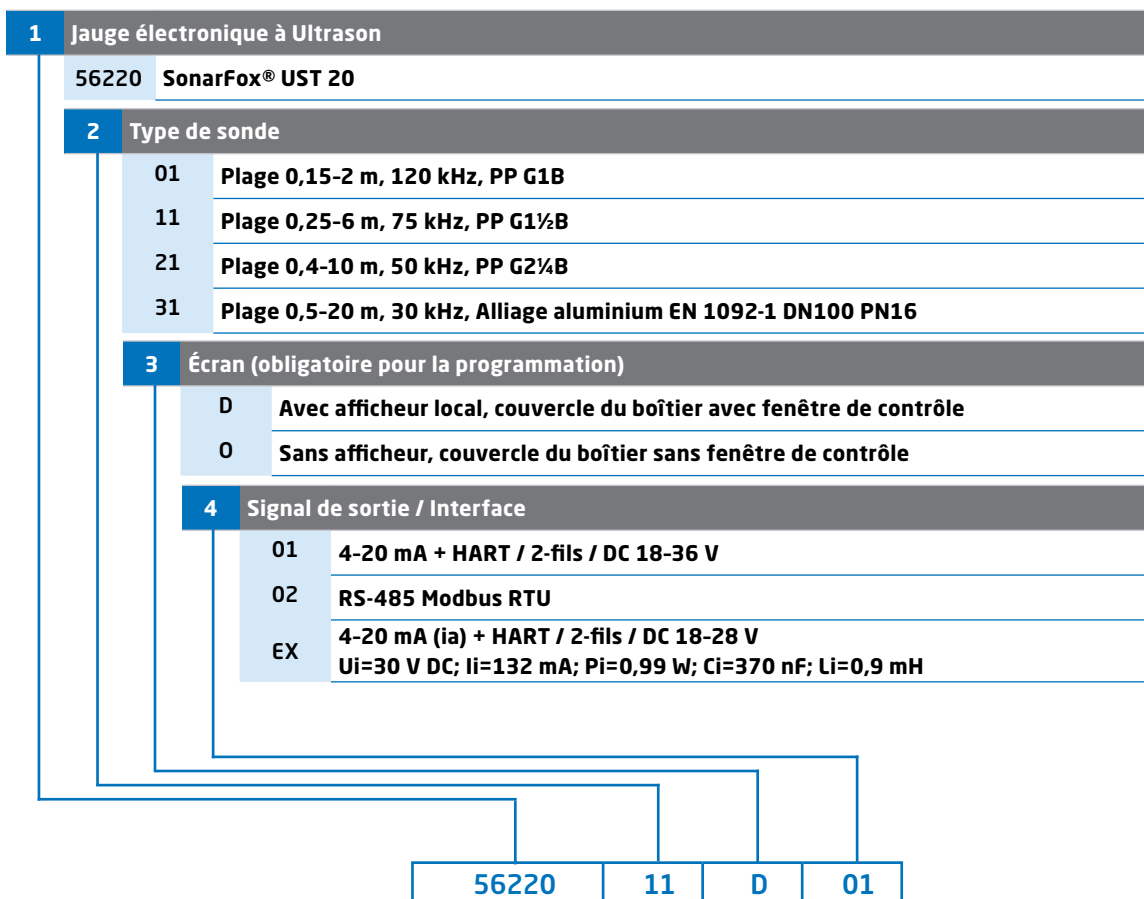 1 Jauge électronique à Ultrason
56220 SonarFox® UST 20
2 Type de sonde
01 Plage 0,15–2 m, 120 kHz, PP G1B
11 Plage 0,25–6 m, 75 kHz, PP G1½B
21 Plage 0,4–10 m, 50 kHz, PP G2¼B
31 Plage 0,5–20 m, 30 kHz, Alliage aluminium EN 1092-1 DN100 PN16
3 Écran (obligatoire pour la programmation)
D Avec afficheur local, couvercle du boîtier avec fenêtre de contrôle
O Sans afficheur, couvercle du boîtier sans fenêtre de contrôle
4 Signal de sortie / Interface
01 4–20 mA + HART / 2-fils / DC 18–36 V
02 RS-485 Modbus RTU
EX 4–20 mA (ia) + HART / 2-fils / DC 18–28 V
Ui=30 V DC; Ii=132 mA; Pi=0,99 W; Ci=370 nF; Li=0,9 mH
56220 11 D 01